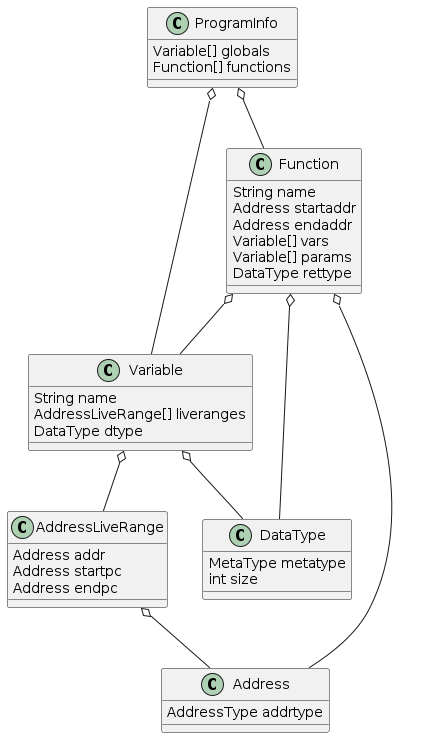 C ProgramInfo
Variable[] globals
Function[] functions
C Function
String name
Address startaddr
Address endaddr
Variable[] vars
Variable[] params
DataType rettype
C Variable
String name
AddressLiveRange[] liveranges
DataType dtype
C AddressLiveRange
Address addr
Address startpc
Address endpc
C DataType
MetaType metatype
int size
C Address
AddressType addrtype